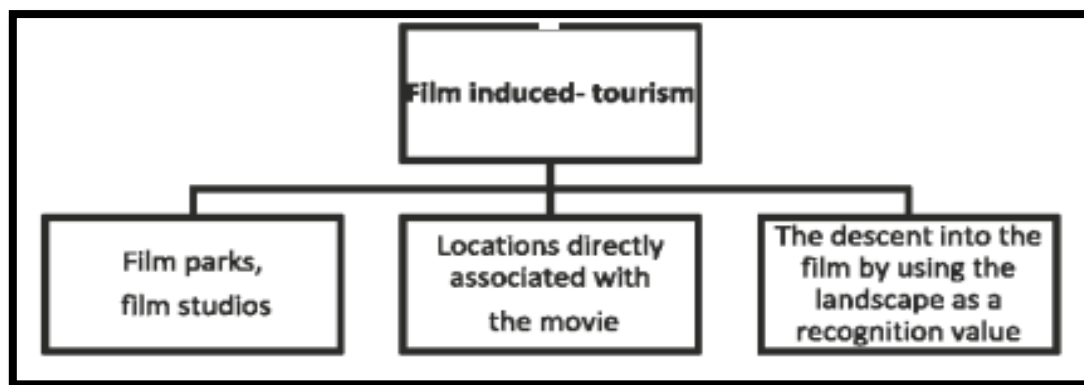 Film induced- tourism
Film parks,
film studios
Locations directly
associated with
the movie
The descent into the
film by using the
landscape as a
recognition value